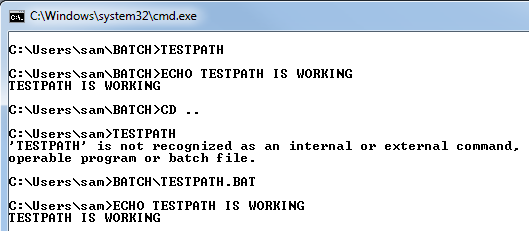 C:\Windows\system32\cmd.exe
C:\Users\sam\BATCH>TESTPATH
C:\Users\sam\BATCH>ECHO TESTPATH IS WORKING
TESTPATH IS WORKING
C:\Users\sam\BATCH>CD ..
C:\Users\sam>TESTPATH
'TESTPATH' is not recognized as an internal or external command,
operable program or batch file.
C:\Users\sam>BATCH\TESTPATH.BAT
C:\Users\sam>ECHO TESTPATH IS WORKING
TESTPATH IS WORKING